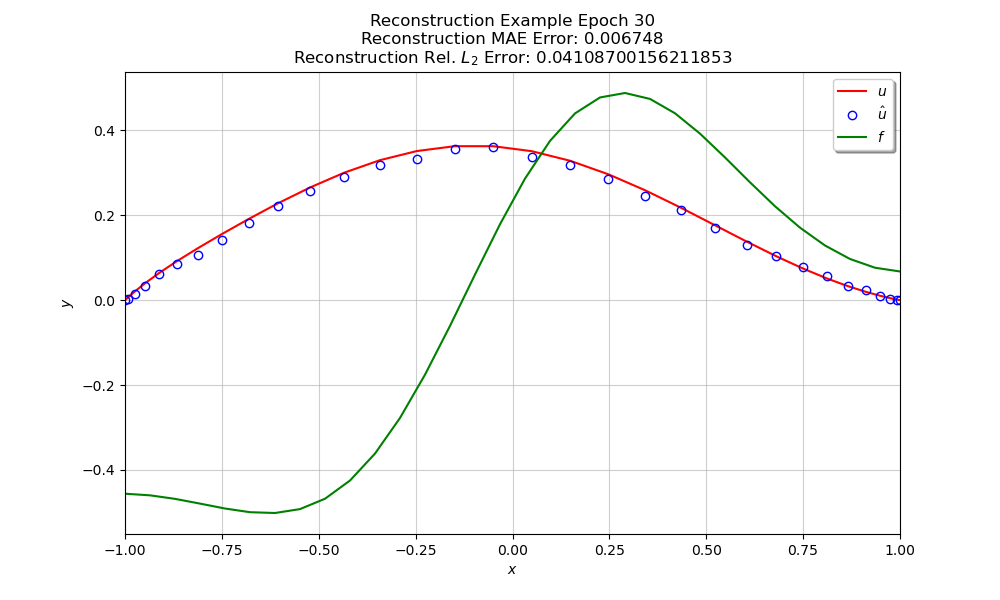 Reconstruction Example Epoch 30
Reconstruction MAE Error: 0.006748
Reconstruction Rel. $L_2$ Error: 0.04108700156211853
u
û
f
0.4
0.2
0.0
−0.2
−0.4
y
−1.00 −0.75 −0.50 −0.25 0.00 0.25 0.50 0.75 1.00
x